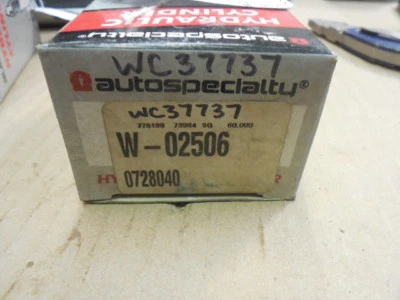 HYDRAULIC
CYLINDER
autospecialty
WC37737
autospecialty®
WC37737
W-02506
0728040